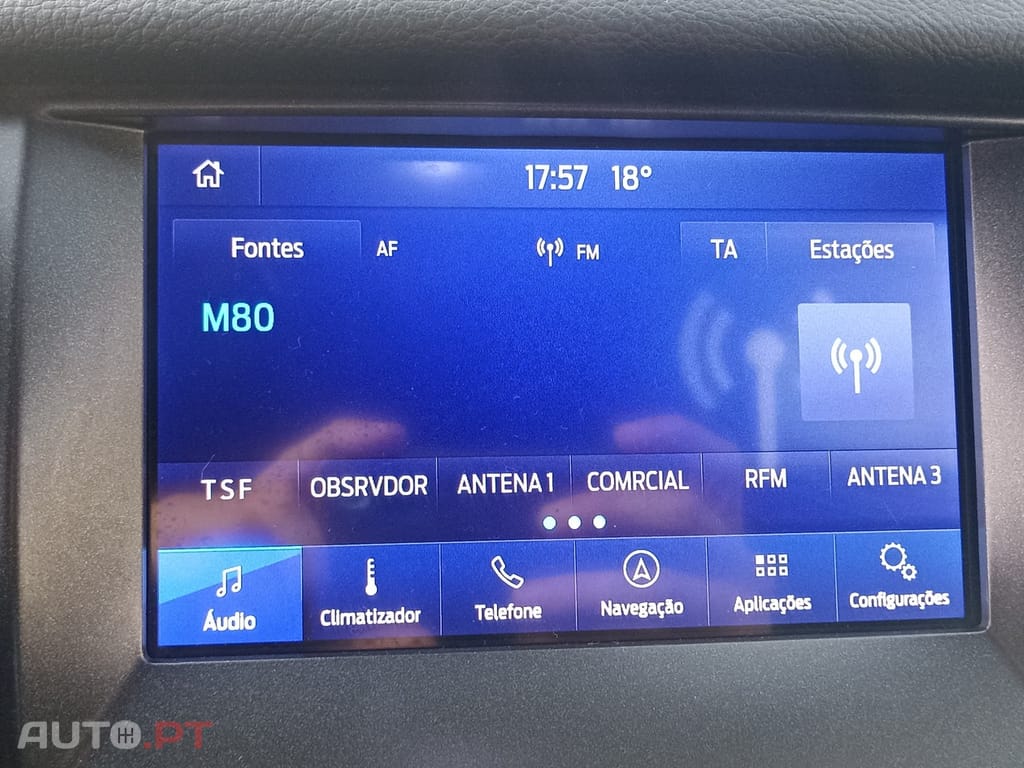 17:57 18°
Fontes AF FM TA Estações
M80
TSF OBSRVDOR ANTENA 1 COMRCIAL RFM ANTENA 3
Áudio Climatizador Telefone Navegação Aplicações Configurações
AUTO.PT